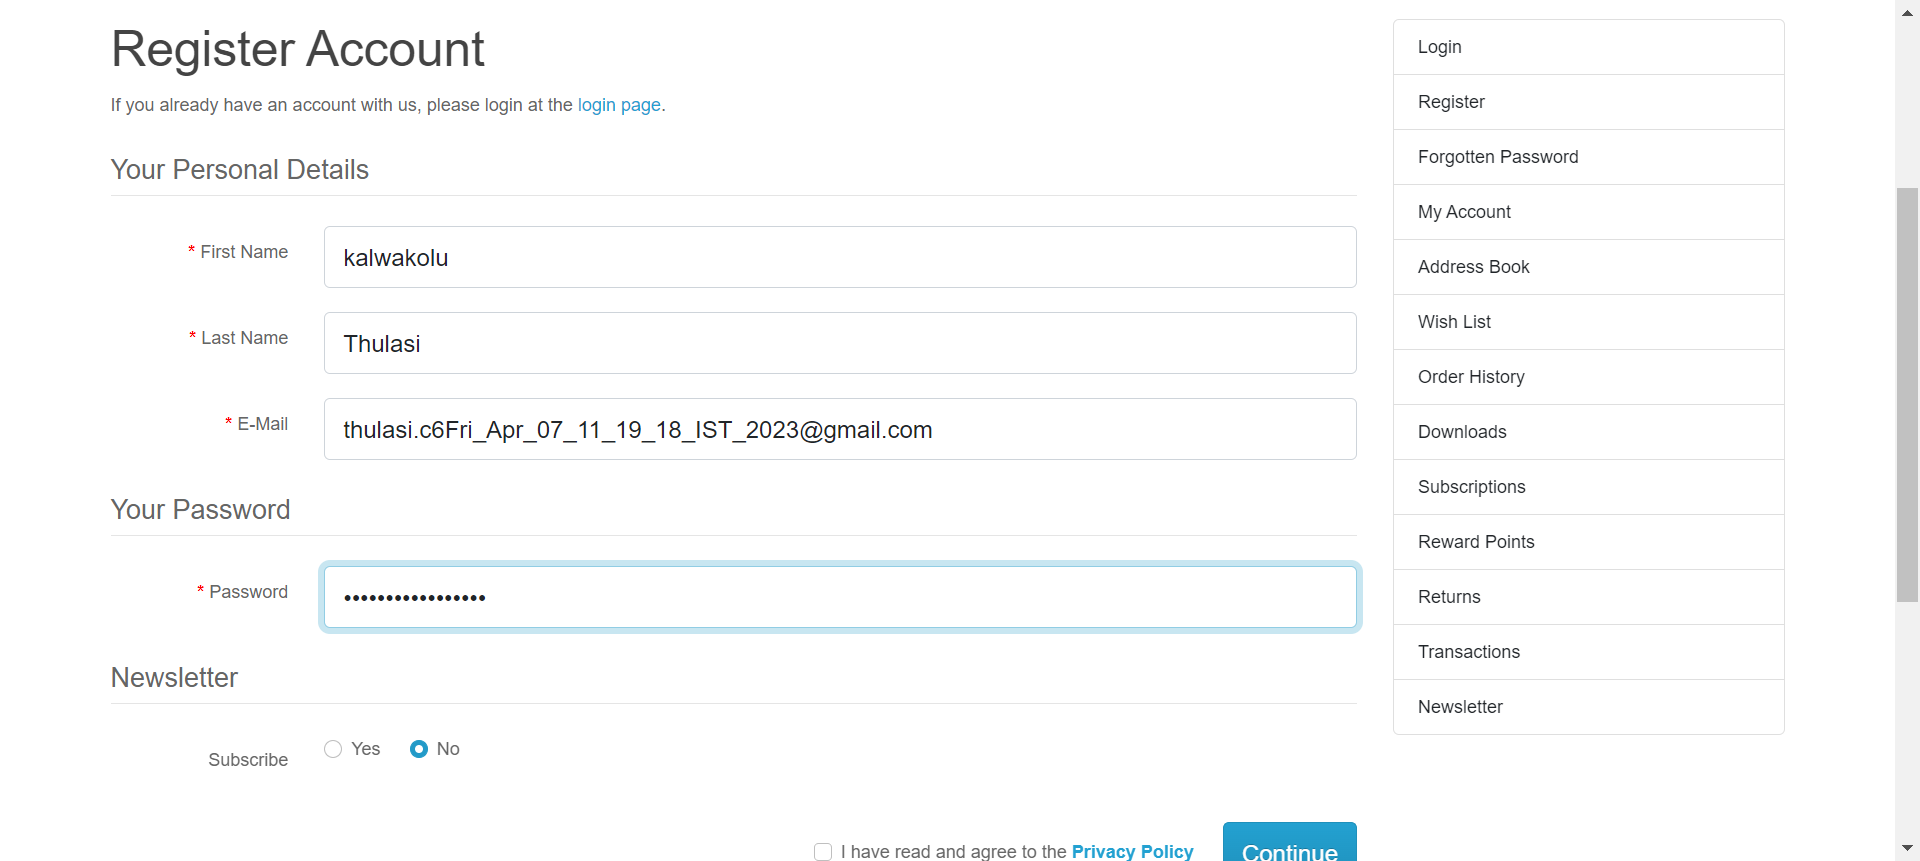 Register Account
If you already have an account with us, please login at the login page.
Your Personal Details
* First Name
kalwakolu
* Last Name
Thulasi
* E-Mail
thulasi.c6Fri_Apr_07_11_19_18_IST_2023@gmail.com
Your Password
* Password
•••••••••••••••••
Newsletter
Subscribe
Yes
No
I have read and agree to the Privacy Policy
Continue
Login
Register
Forgotten Password
My Account
Address Book
Wish List
Order History
Downloads
Subscriptions
Reward Points
Returns
Transactions
Newsletter